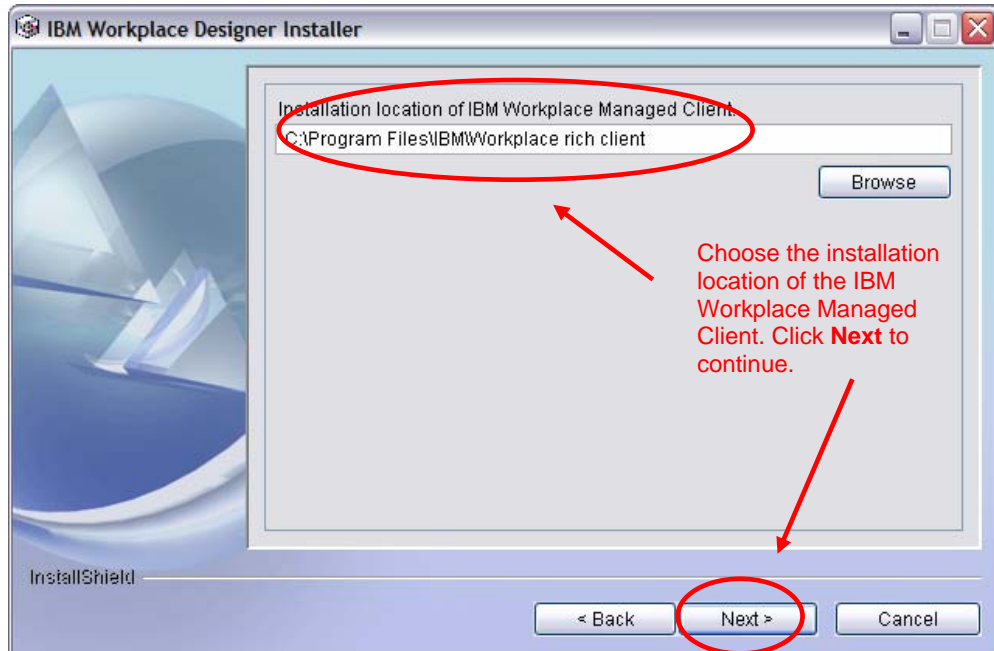 IBM Workplace Designer Installer
Installation location of IBM Workplace Managed Client.
C:\Program Files\IBM\Workplace rich client
Browse
Choose the installation
location of the IBM
Workplace Managed
Client. Click Next to
continue.
InstallShield
< Back
Next >
Cancel